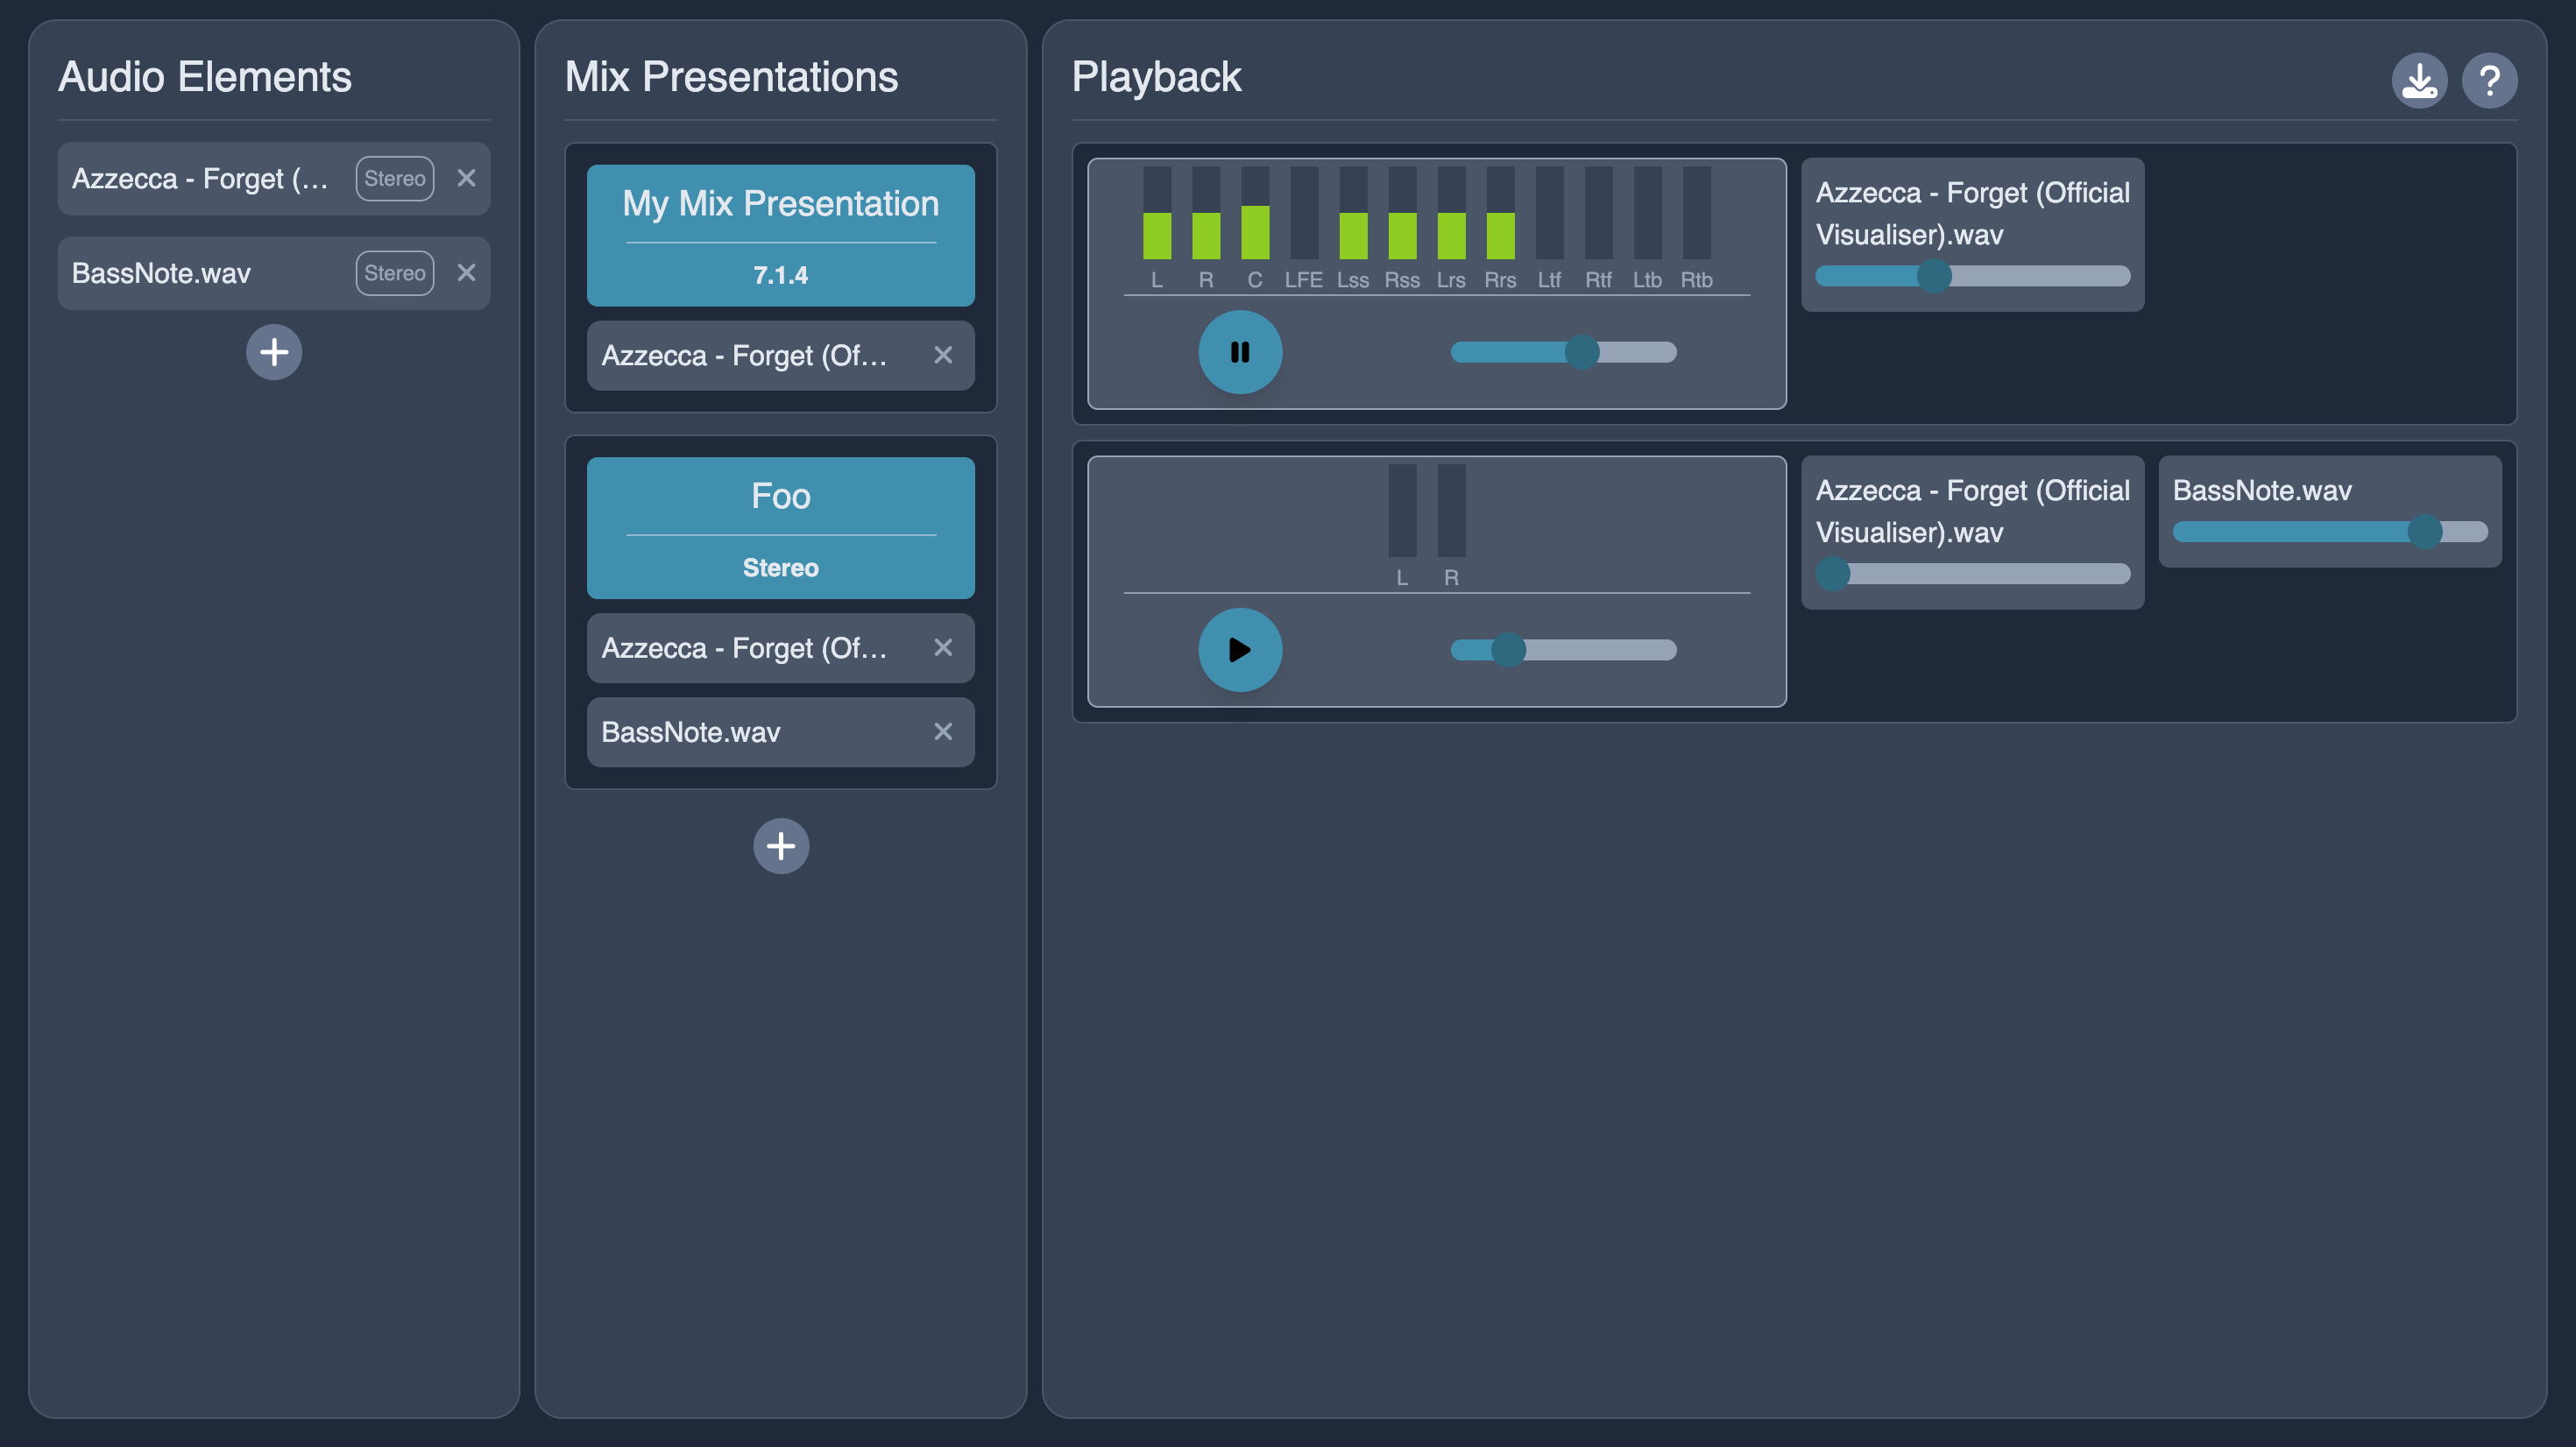 Audio Elements
Azzecca - Forget (...
Stereo
BassNote.wav
Stereo
Mix Presentations
My Mix Presentation
7.1.4
Azzecca - Forget (Of...
Foo
Stereo
Azzecca - Forget (Of...
BassNote.wav
Playback
?
L R C LFE Lss Rss Lrs Rrs Ltf Rtf Ltb Rtb
Azzecca - Forget (Official
Visualiser).wav
L R
Azzecca - Forget (Official
Visualiser).wav
BassNote.wav